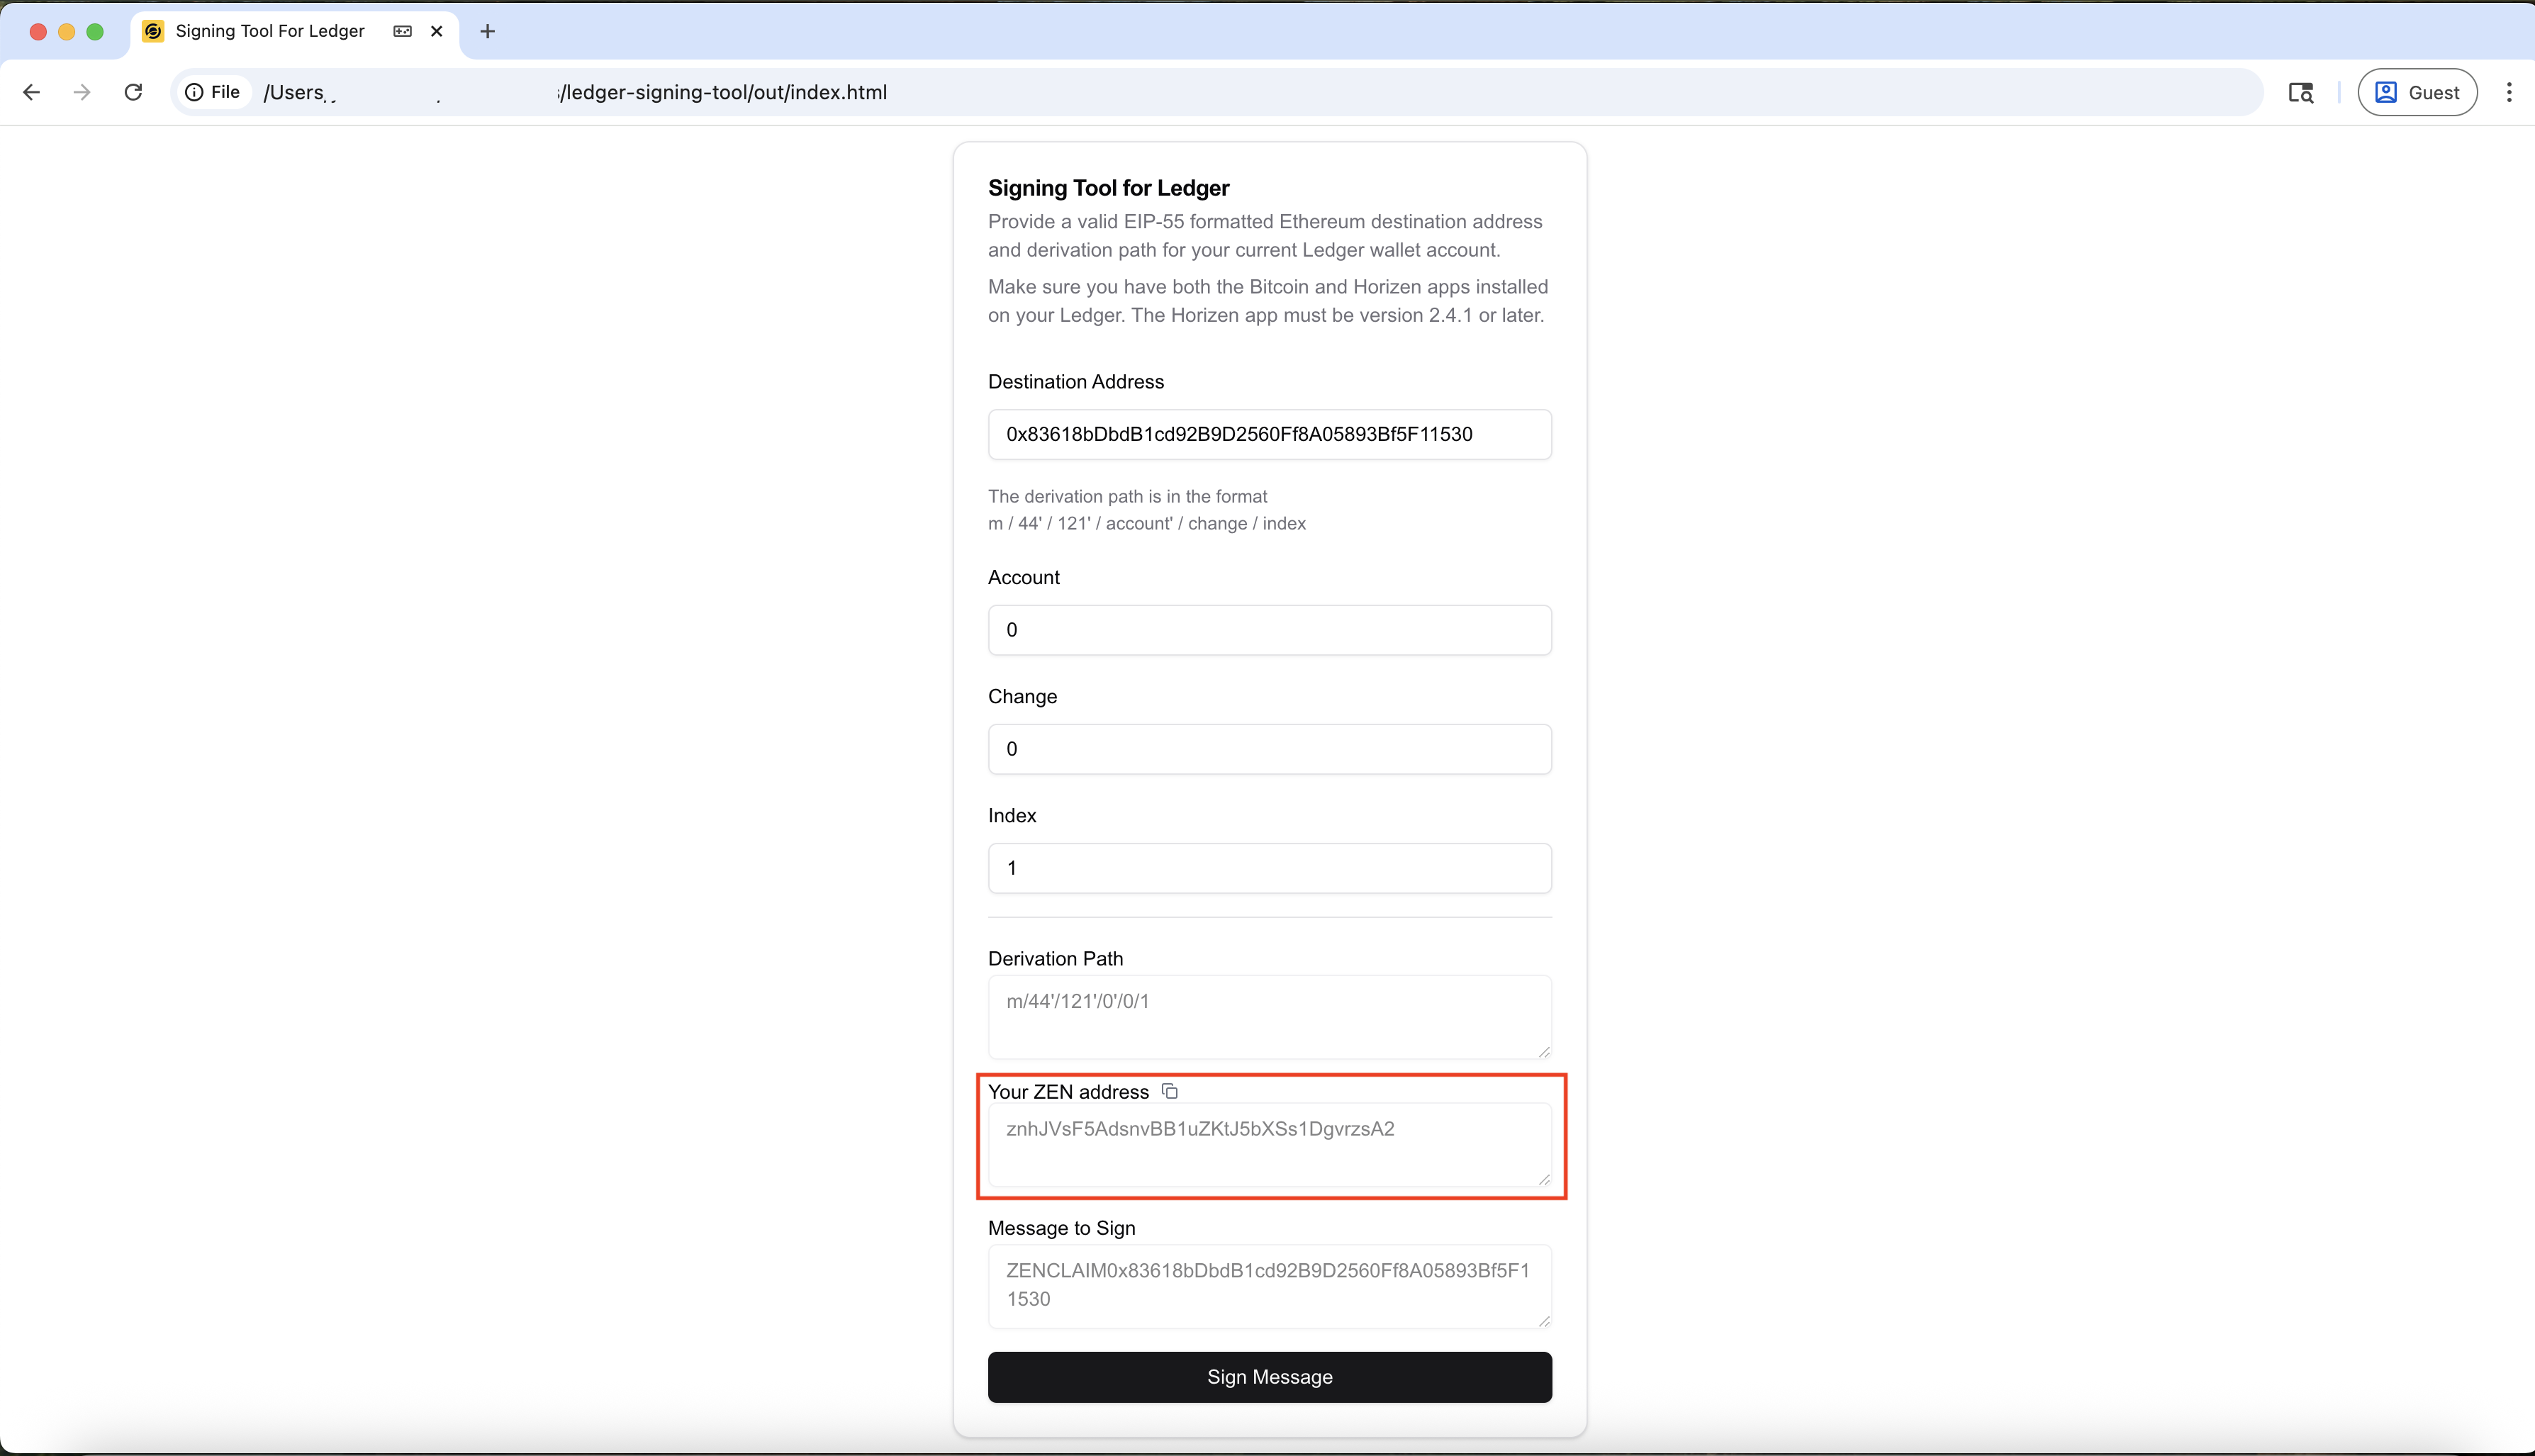 Signing Tool For Ledger
File /Users /ledger-signing-tool/out/index.html
Guest
Signing Tool for Ledger
Provide a valid EIP-55 formatted Ethereum destination address
and derivation path for your current Ledger wallet account.
Make sure you have both the Bitcoin and Horizen apps installed
on your Ledger. The Horizen app must be version 2.4.1 or later.
Destination Address
0x83618bDbdB1cd92B9D2560Ff8A05893Bf5F11530
The derivation path is in the format
m / 44' / 121' / account' / change / index
Account
0
Change
0
Index
1
Derivation Path
m/44'/121'/0'/0/1
Your ZEN address
znhJVsF5AdsnvBB1uZKtJ5bXSs1DgvrzsA2
Message to Sign
ZENCLAIM0x83618bDbdB1cd92B9D2560Ff8A05893Bf5F1
1530
Sign Message